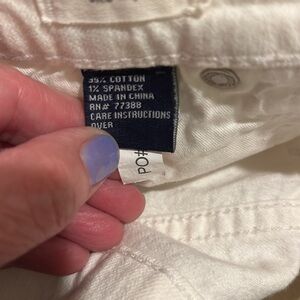 99% COTTON
1% SPANDEX
MADE IN CHINA
RN# 77388
CARE INSTRUCTIONS
OVER
PO#